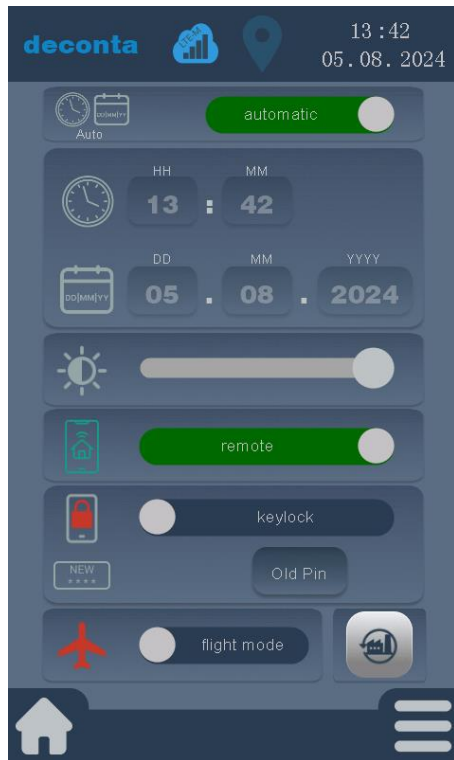 deconta
LTE-M
13:42
05.08.2024
DD|MM|YY
Auto
automatic
HH MM
13 : 42
DD MM YYYY
DD|MM|YY
05 . 08 . 2024
remote
keylock
NEW
****
Old Pin
flight mode